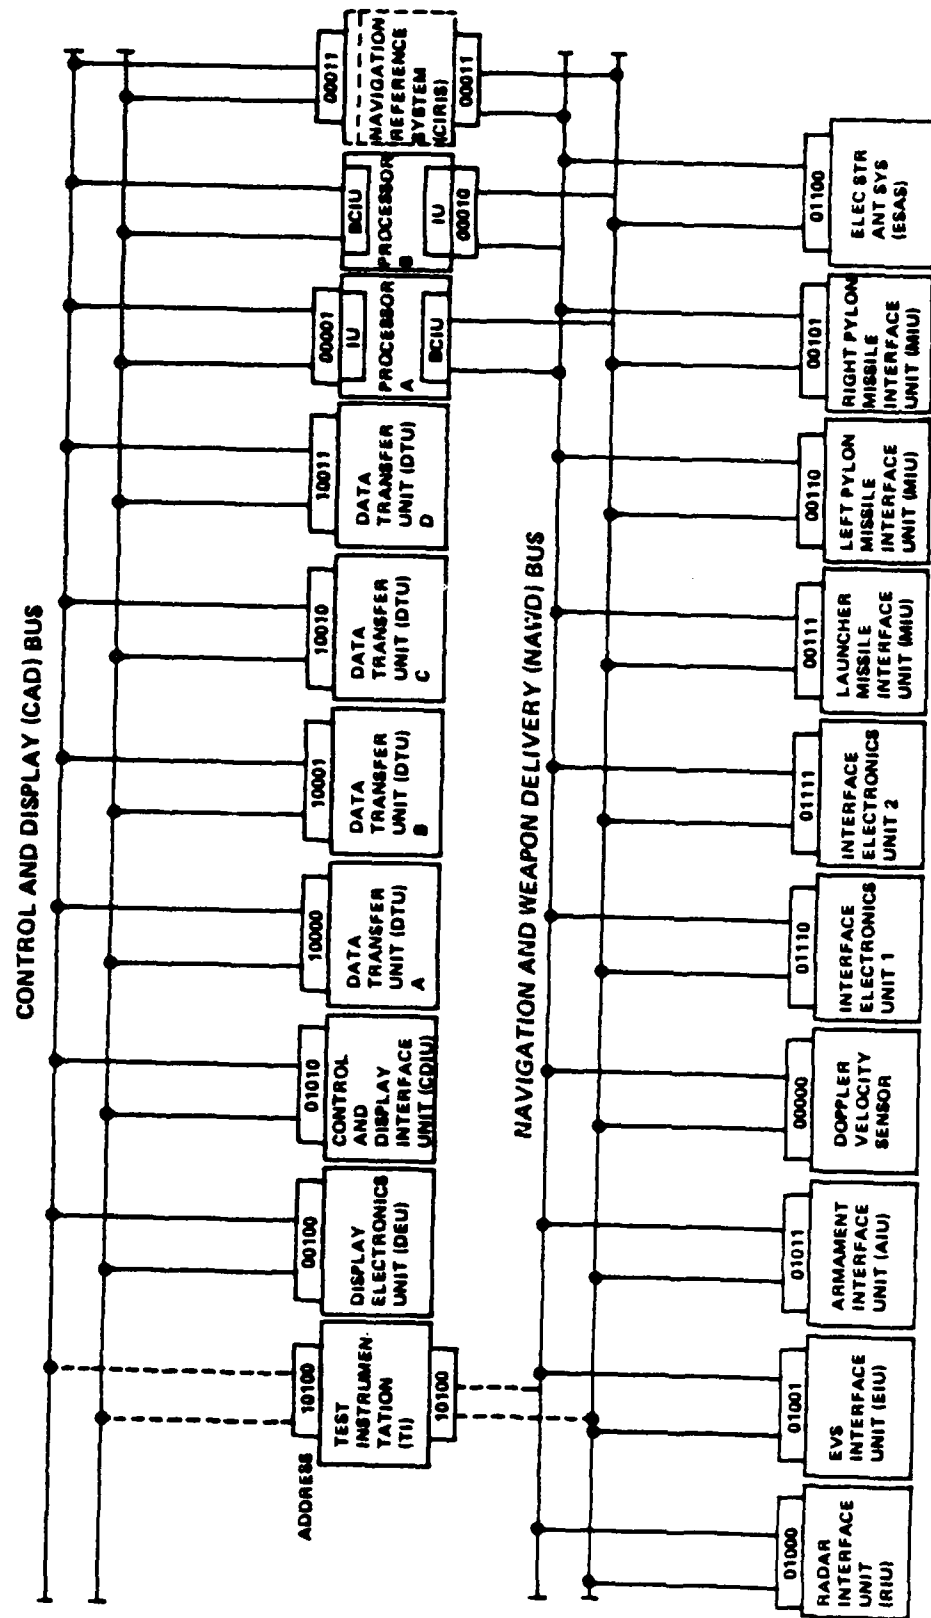 CONTROL AND DISPLAY (CAD) BUS
ADDRESS
10100
TEST
INSTRUMEN-
TATION
(TI)
10100
00100
DISPLAY
ELECTRONICS
UNIT (DEU)
01010
CONTROL
AND
DISPLAY
INTERFACE
UNIT (CDIU)
10000
DATA
TRANSFER
UNIT (DTU)
A
10001
DATA
TRANSFER
UNIT (DTU)
B
10010
DATA
TRANSFER
UNIT (DTU)
C
10011
DATA
TRANSFER
UNIT (DTU)
D
00001
IU
PROCESSOR
A
BCIU
BCIU
PROCESSOR
B
IU
00010
00011
NAVIGATION
REFERENCE
SYSTEM
(CIRIS)
00011
NAVIGATION AND WEAPON DELIVERY (NAWD) BUS
01000
RADAR
INTERFACE
UNIT
(RIU)
01001
EVS
INTERFACE
UNIT (EIU)
01011
ARMAMENT
INTERFACE
UNIT (AIU)
00000
DOPPLER
VELOCITY
SENSOR
01110
INTERFACE
ELECTRONICS
UNIT 1
01111
INTERFACE
ELECTRONICS
UNIT 2
00111
LAUNCHER
MISSILE
INTERFACE
UNIT (MIU)
00110
LEFT PYLON
MISSILE
INTERFACE
UNIT (MIU)
00101
RIGHT PYLON
MISSILE
INTERFACE
UNIT (MIU)
01100
ELEC STR
ANT SYS
(ESAS)